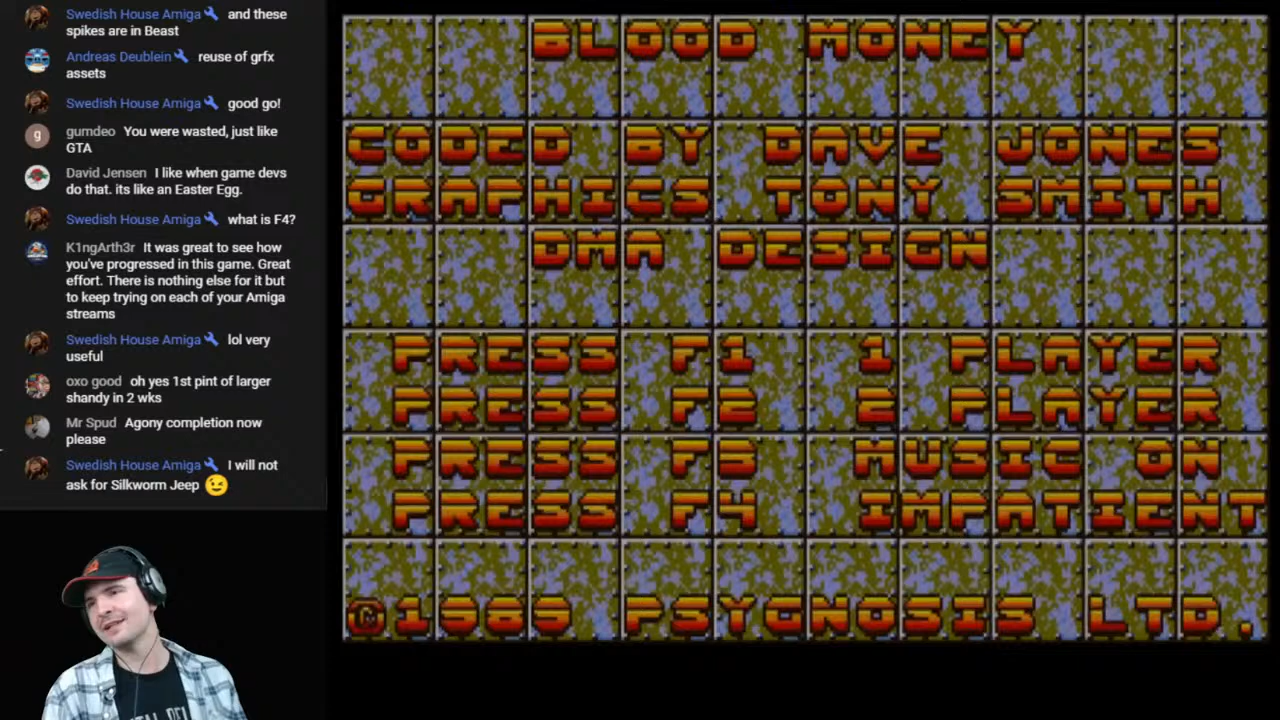 Swedish House Amiga and these
spikes are in Beast
Andreas Deublein reuse of grfx
assets
Swedish House Amiga good go!
g gumdeo You were wasted, just like
GTA
David Jensen I like when game devs
do that. its like an Easter Egg.
Swedish House Amiga what is F4?
K1ngArth3r It was great to see how
you've progressed in this game. Great
effort. There is nothing else for it but
to keep trying on each of your Amiga
streams
Swedish House Amiga lol very
useful
oxo good oh yes 1st pint of larger
shandy in 2 wks
Mr Spud Agony completion now
please
Swedish House Amiga I will not
ask for Silkworm Jeep 😉
BLOOD MONEY
CODED BY DAVE JONES
GRAPHICS TONY SMITH
DMA DESIGN
PRESS F1 1 PLAYER
PRESS F2 2 PLAYER
PRESS F3 MUSIC ON
PRESS F4 IMPATIENT
©1989 PSYGNOSIS LTD.